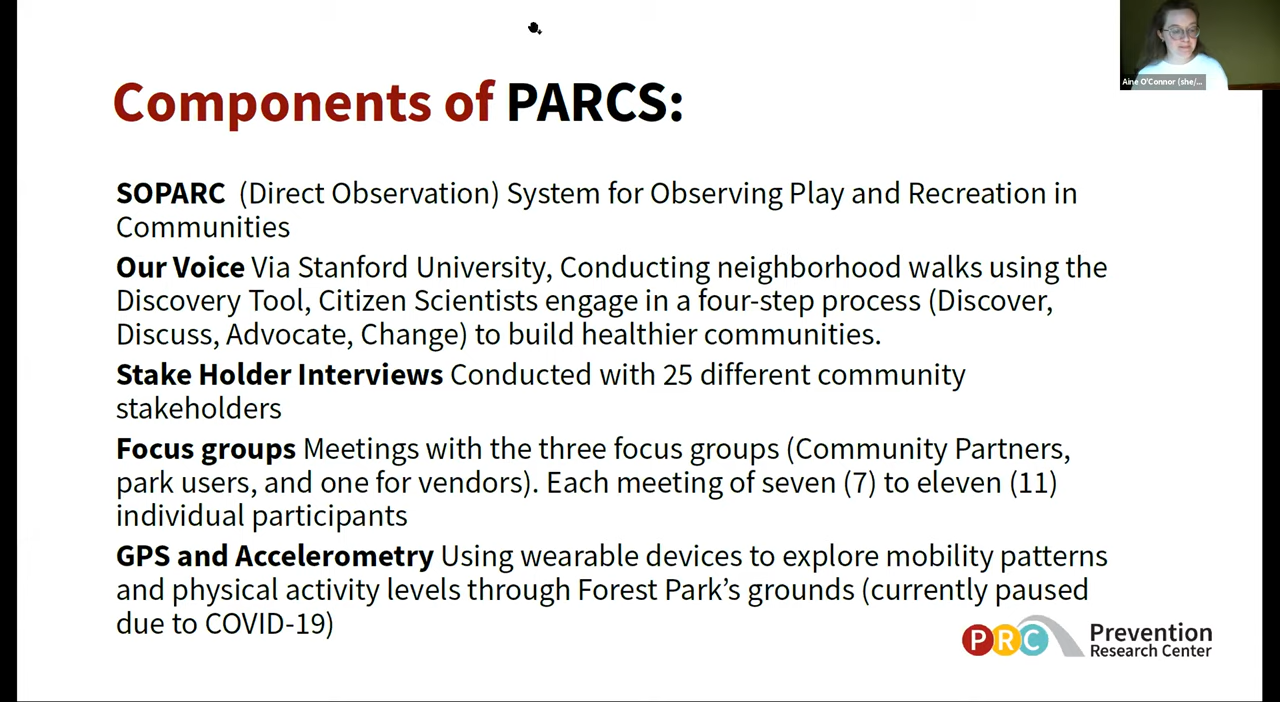 Aine O'Connor (she/...
Components of PARCS:
SOPARC (Direct Observation) System for Observing Play and Recreation in
Communities
Our Voice Via Stanford University, Conducting neighborhood walks using the
Discovery Tool, Citizen Scientists engage in a four-step process (Discover,
Discuss, Advocate, Change) to build healthier communities.
Stake Holder Interviews Conducted with 25 different community
stakeholders
Focus groups Meetings with the three focus groups (Community Partners,
park users, and one for vendors). Each meeting of seven (7) to eleven (11)
individual participants
GPS and Accelerometry Using wearable devices to explore mobility patterns
and physical activity levels through Forest Park’s grounds (currently paused
due to COVID-19)
PRC Prevention
Research Center